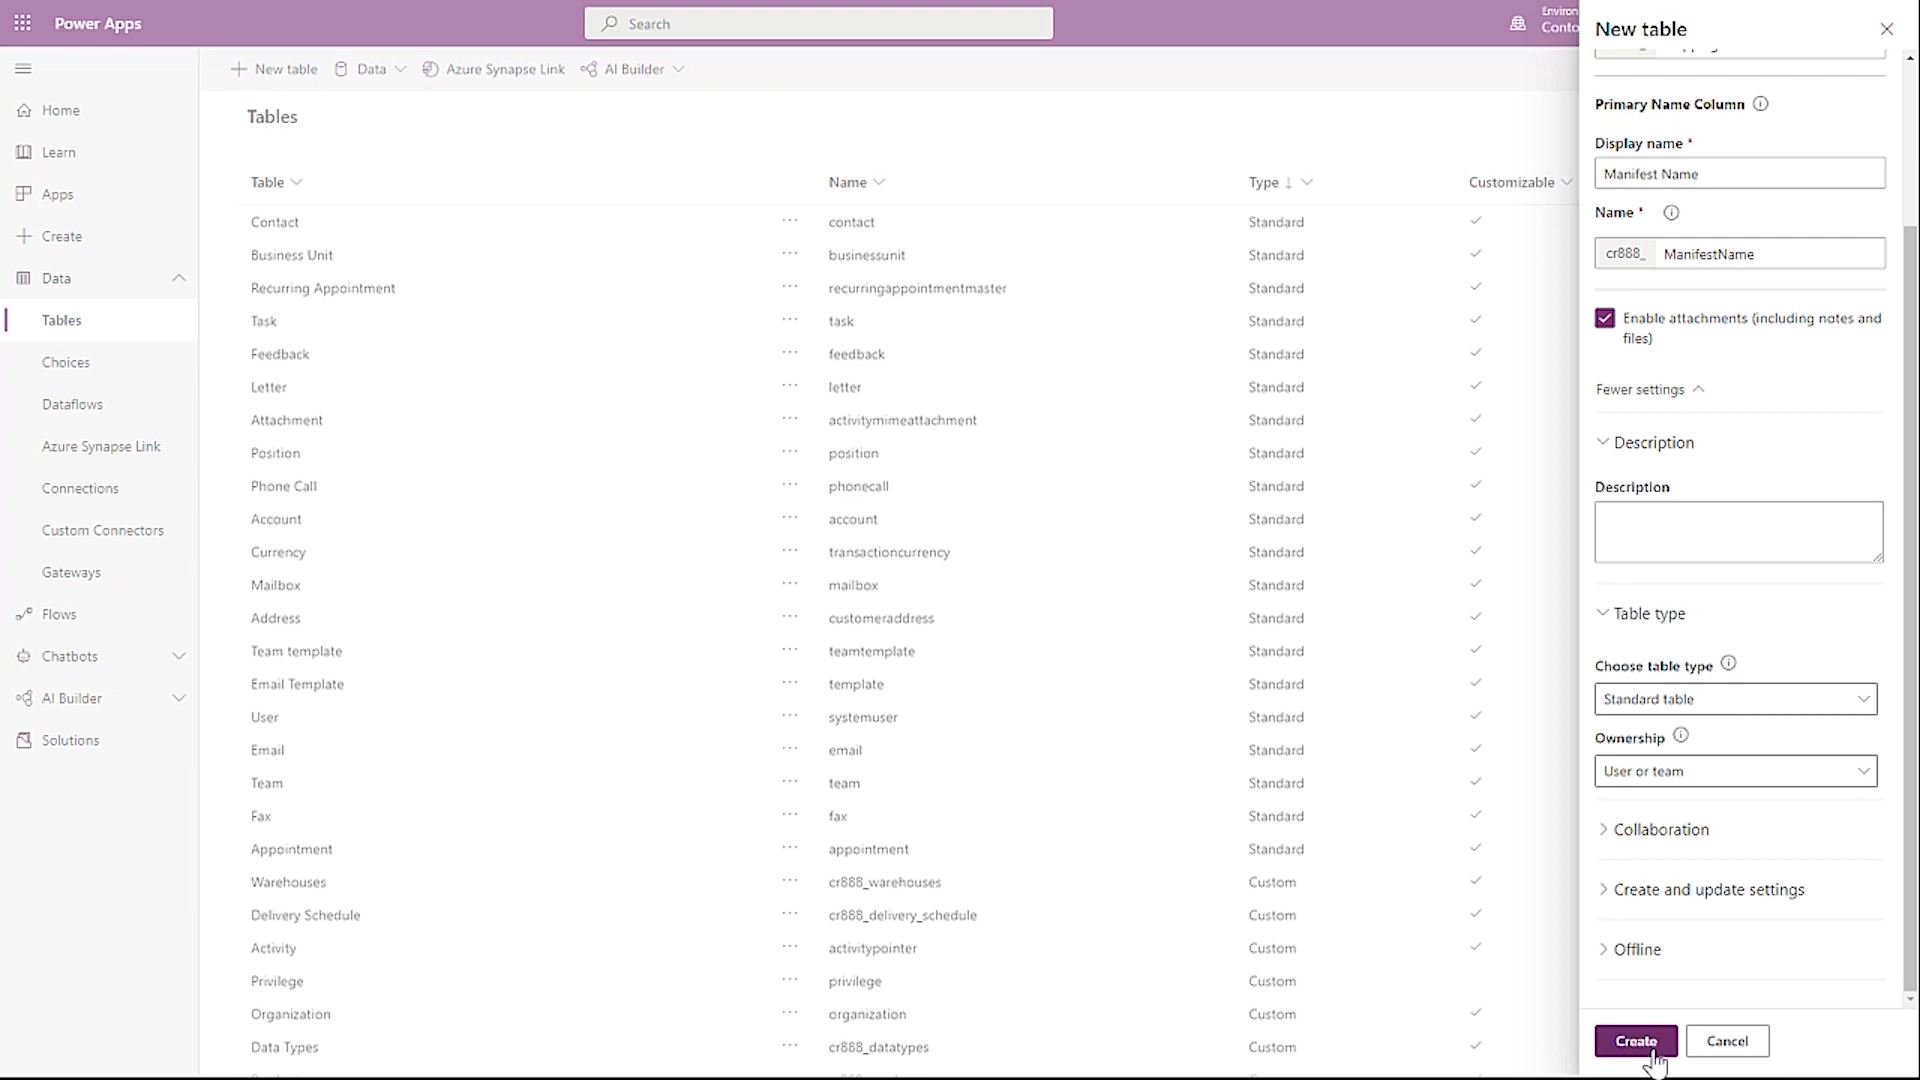 Power Apps
Search
Environ
Conto
New table
Data
Azure Synapse Link
AI Builder
Home
Learn
Apps
Create
Data
Tables
Choices
Dataflows
Azure Synapse Link
Connections
Custom Connectors
Gateways
Flows
Chatbots
AI Builder
Solutions
Tables
Table Name Type Customizable
Contact contact Standard
Business Unit businessunit Standard
Recurring Appointment recurringappointmentmaster Standard
Task task Standard
Feedback feedback Standard
Letter letter Standard
Attachment activitymimeattachment Standard
Position position Standard
Phone Call phonecall Standard
Account account Standard
Currency transactioncurrency Standard
Mailbox mailbox Standard
Address customeraddress Standard
Team template teamtemplate Standard
Email Template template Standard
User systemuser Standard
Email email Standard
Team team Standard
Fax fax Standard
Appointment appointment Standard
Warehouses cr888_warehouses Custom
Delivery Schedule cr888_delivery_schedule Custom
Activity activitypointer Custom
Privilege privilege Custom
Organization organization Custom
Data Types cr888_datatypes Custom
New table
Primary Name Column
Display name *
Manifest Name
Name *
cr888_ ManifestName
Enable attachments (including notes and
files)
Fewer settings
Description
Description
Table type
Choose table type
Standard table
Ownership
User or team
Collaboration
Create and update settings
Offline
Create Cancel